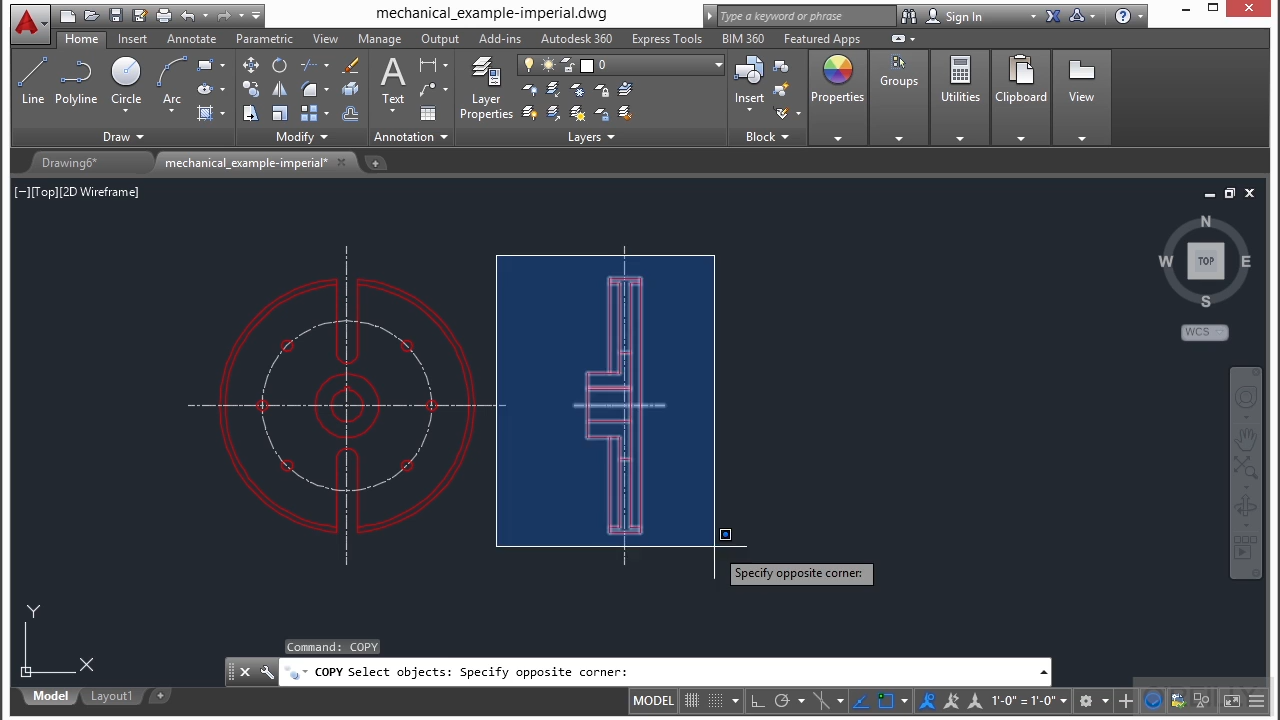 mechanical_example-imperial.dwg
Type a keyword or phrase
Sign In
Home Insert Annotate Parametric View Manage Output Add-ins Autodesk 360 Express Tools BIM 360 Featured Apps
0
Line Polyline Circle Arc
Text
Layer
Properties
Insert
Properties
Groups
Utilities
Clipboard
View
Draw
Modify
Annotation
Layers
Block
Drawing6*
mechanical_example-imperial*
[−][Top][2D Wireframe]
N
W TOP E
S
WCS
Specify opposite corner:
Y
X
Command: COPY
COPY Select objects: Specify opposite corner:
Model Layout1
MODEL
1'-0" = 1'-0"